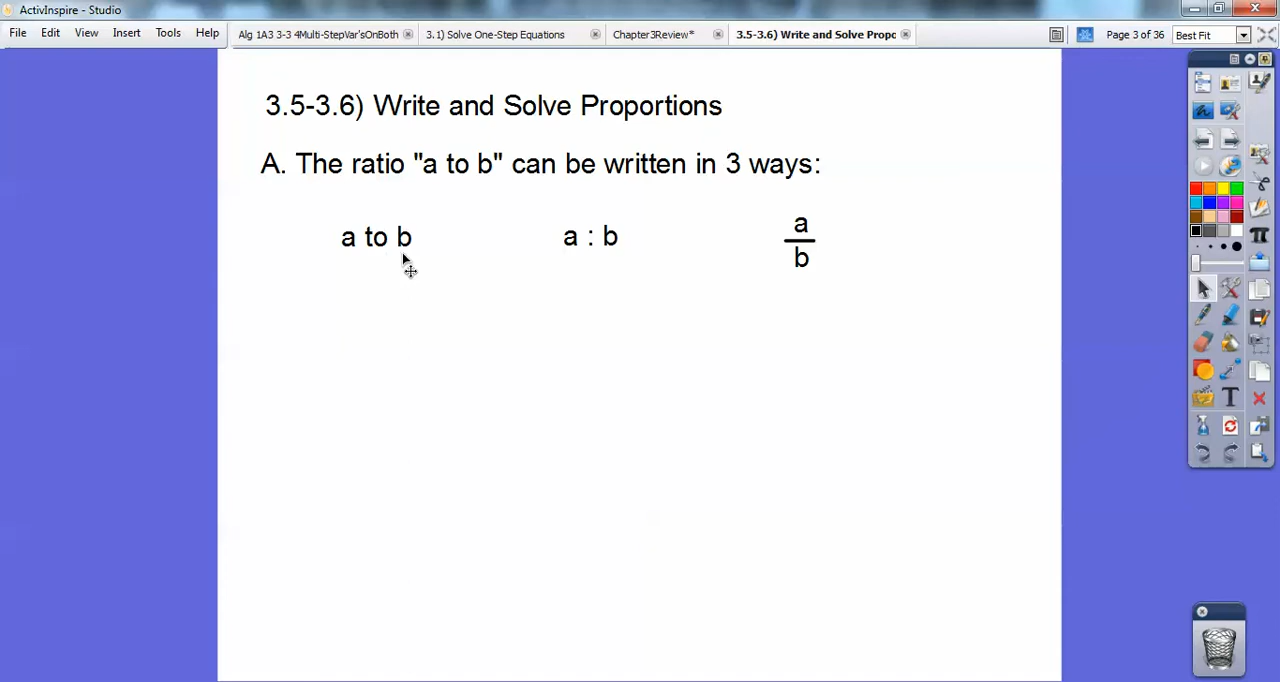 ActivInspire - Studio
File Edit View Insert Tools Help
Alg 1A3 3-3 4Multi-StepVar'sOnBoth
3.1) Solve One-Step Equations
Chapter3Review*
3.5-3.6) Write and Solve Propo
Page 3 of 36
Best Fit
3.5-3.6) Write and Solve Proportions
A. The ratio "a to b" can be written in 3 ways:
a to b
a : b
a
b